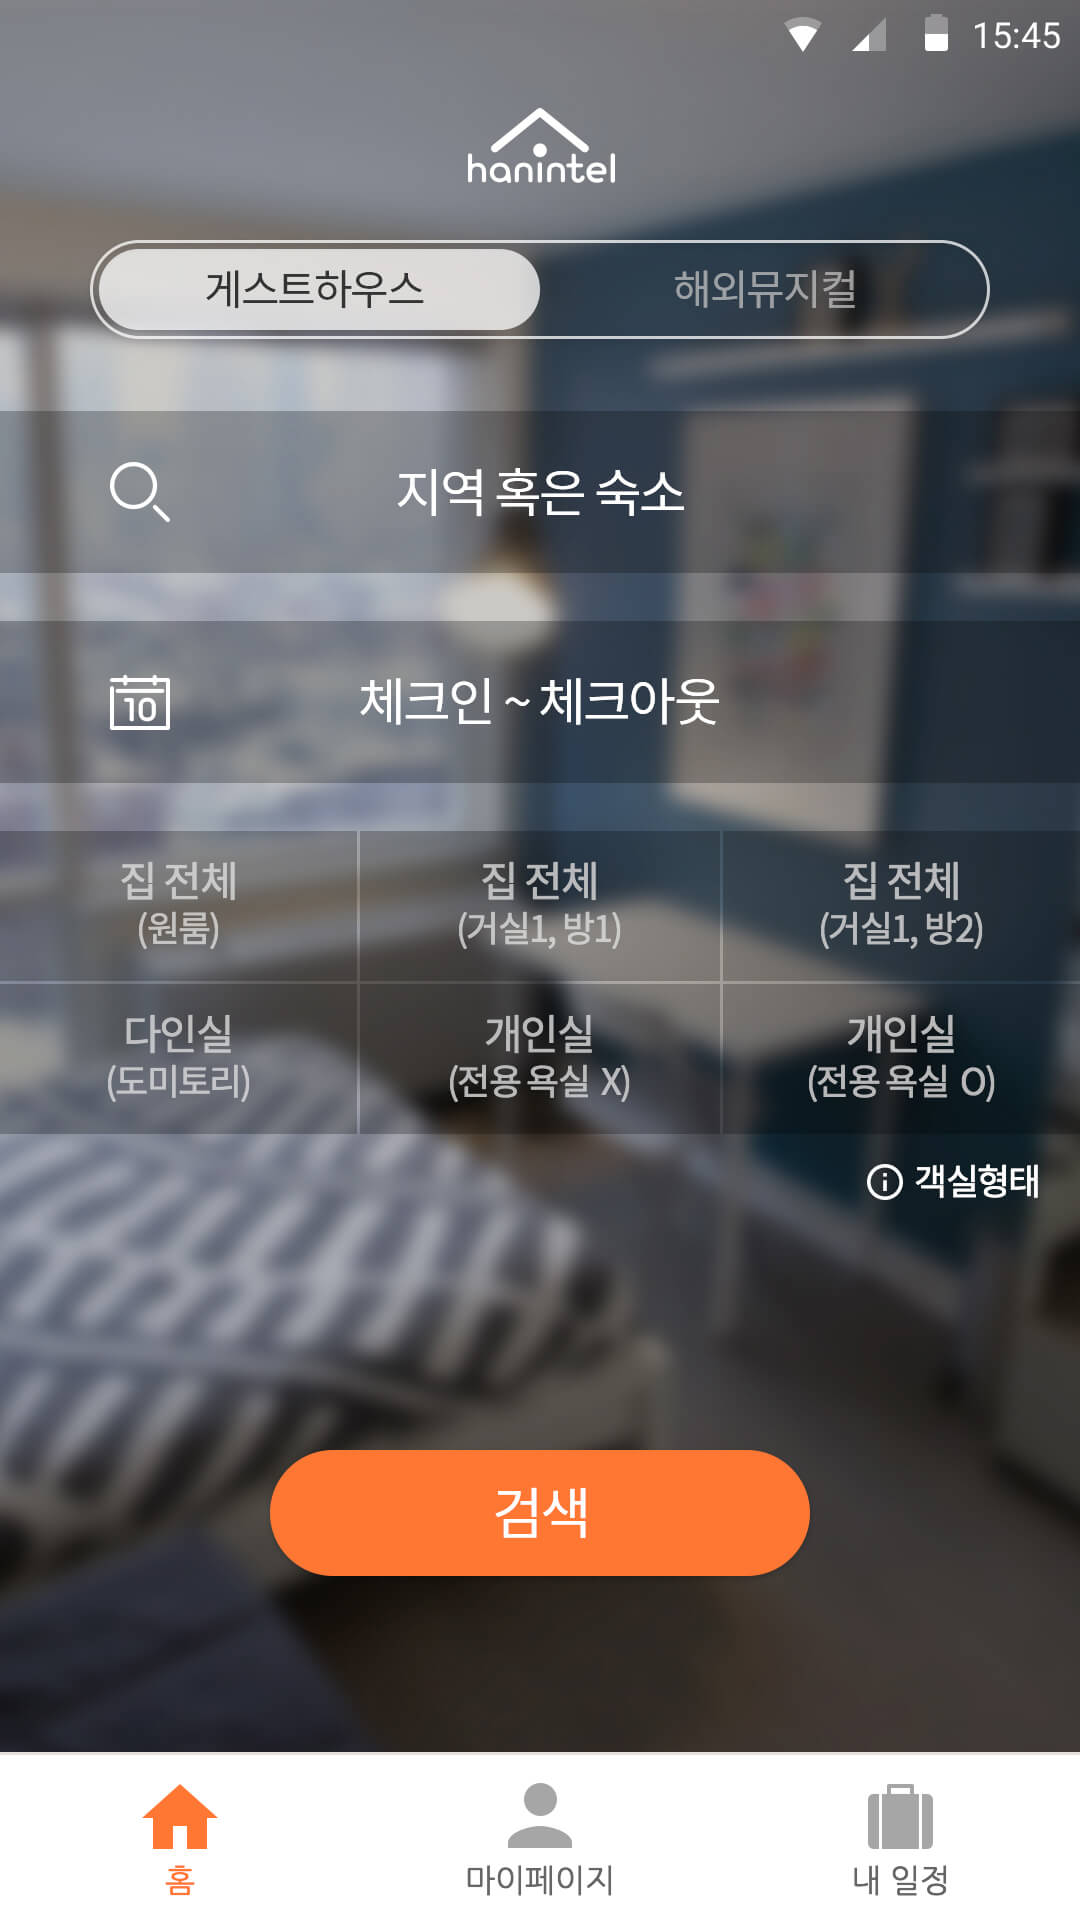 15:45
hanintel
게스트하우스 해외뮤지컬
지역 혹은 숙소
10 체크인 ~ 체크아웃
집 전체 집 전체 집 전체
(원룸) (거실1, 방1) (거실1, 방2)
다인실 개인실 개인실
(도미토리) (전용 욕실 X) (전용 욕실 O)
객실형태
검색
홈 마이페이지 내 일정